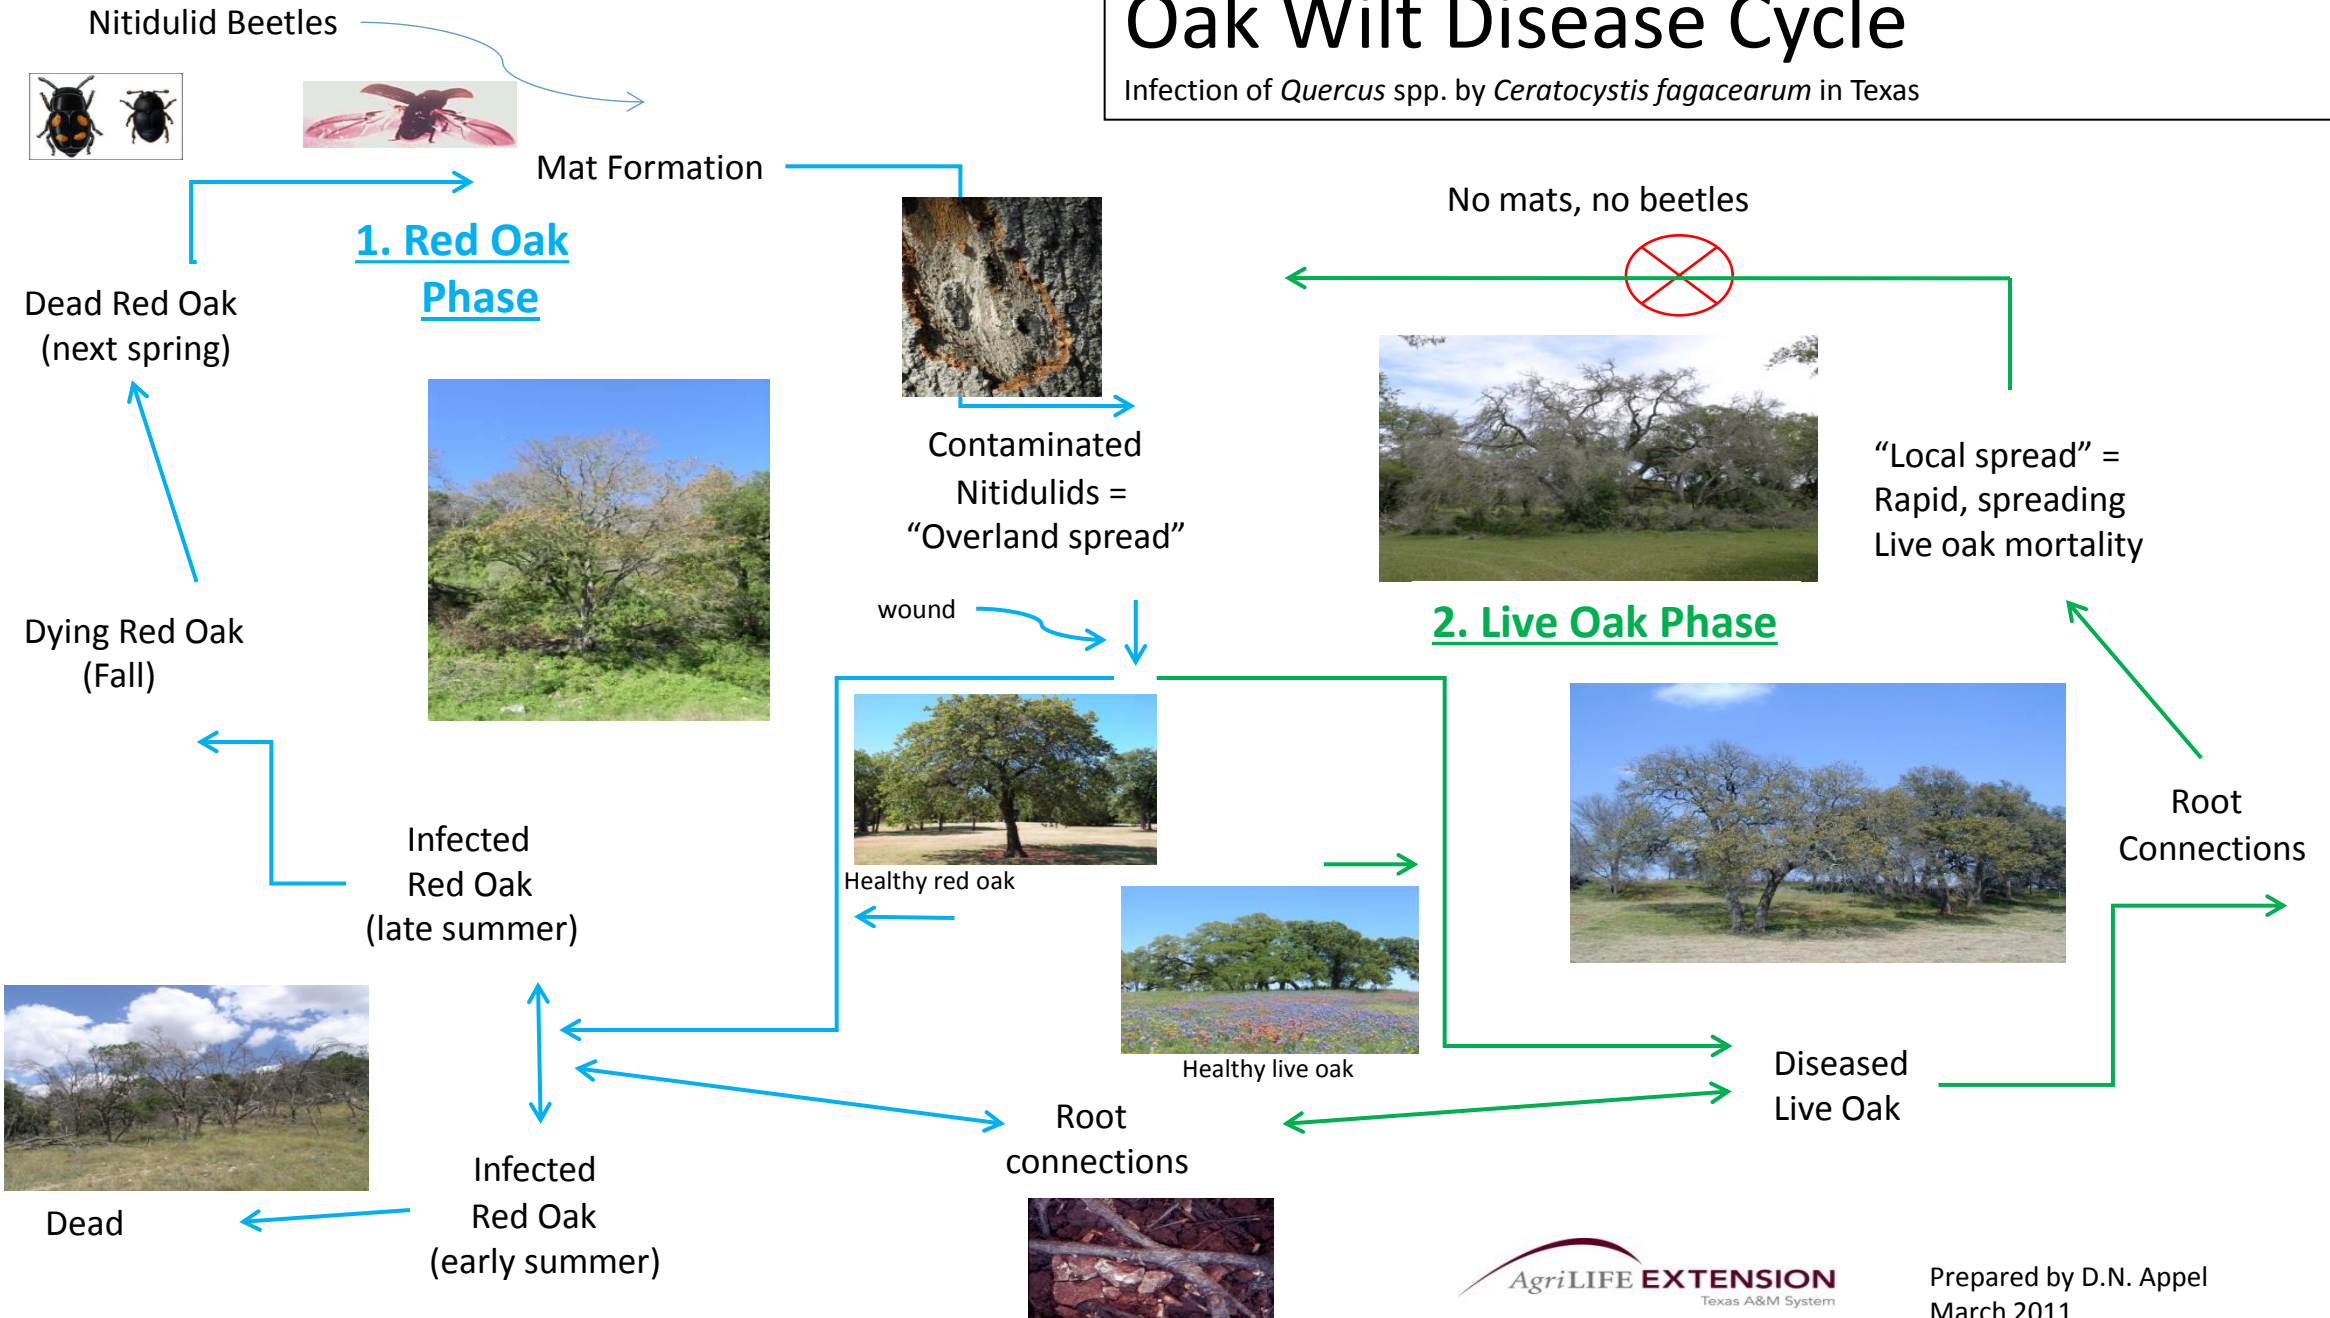 Nitidulid Beetles
Oak Wilt Disease Cycle
Infection of Quercus spp. by Ceratocystis fagacearum in Texas
Mat Formation
1. Red Oak
Phase
Dead Red Oak
(next spring)
Dying Red Oak
(Fall)
Infected
Red Oak
(late summer)
Infected
Red Oak
(early summer)
Dead
Contaminated
Nitidulids =
“Overland spread”
wound
Healthy red oak
Healthy live oak
Root
connections
No mats, no beetles
“Local spread” =
Rapid, spreading
Live oak mortality
2. Live Oak Phase
Root
Connections
Diseased
Live Oak
AgriLIFE EXTENSION
Texas A&M System
Prepared by D.N. Appel
March 2011